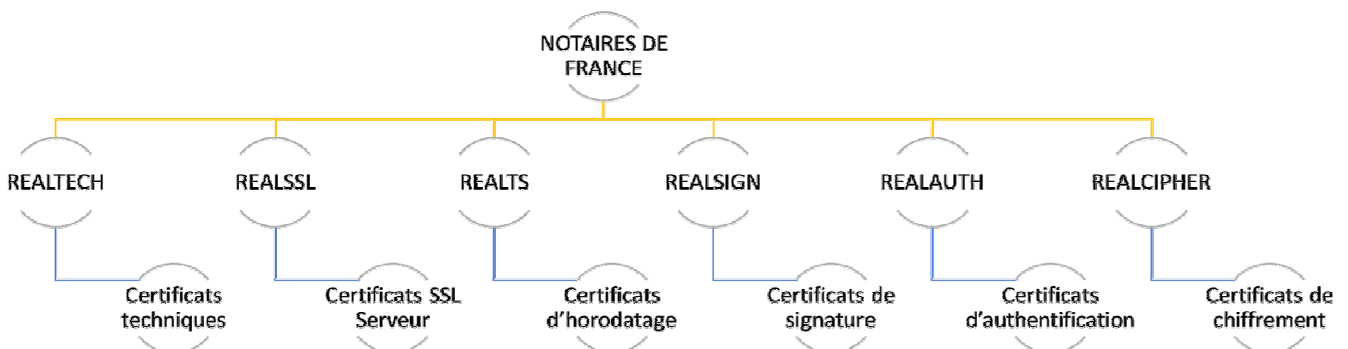 NOTAIRES DE
FRANCE
REALTECH
REALSSL
REALTS
REALSIGN
REALAUTH
REALCIPHER
Certificats
techniques
Certificats SSL
Serveur
Certificats
d'horodatage
Certificats de
signature
Certificats
d'authentification
Certificats de
chiffrement